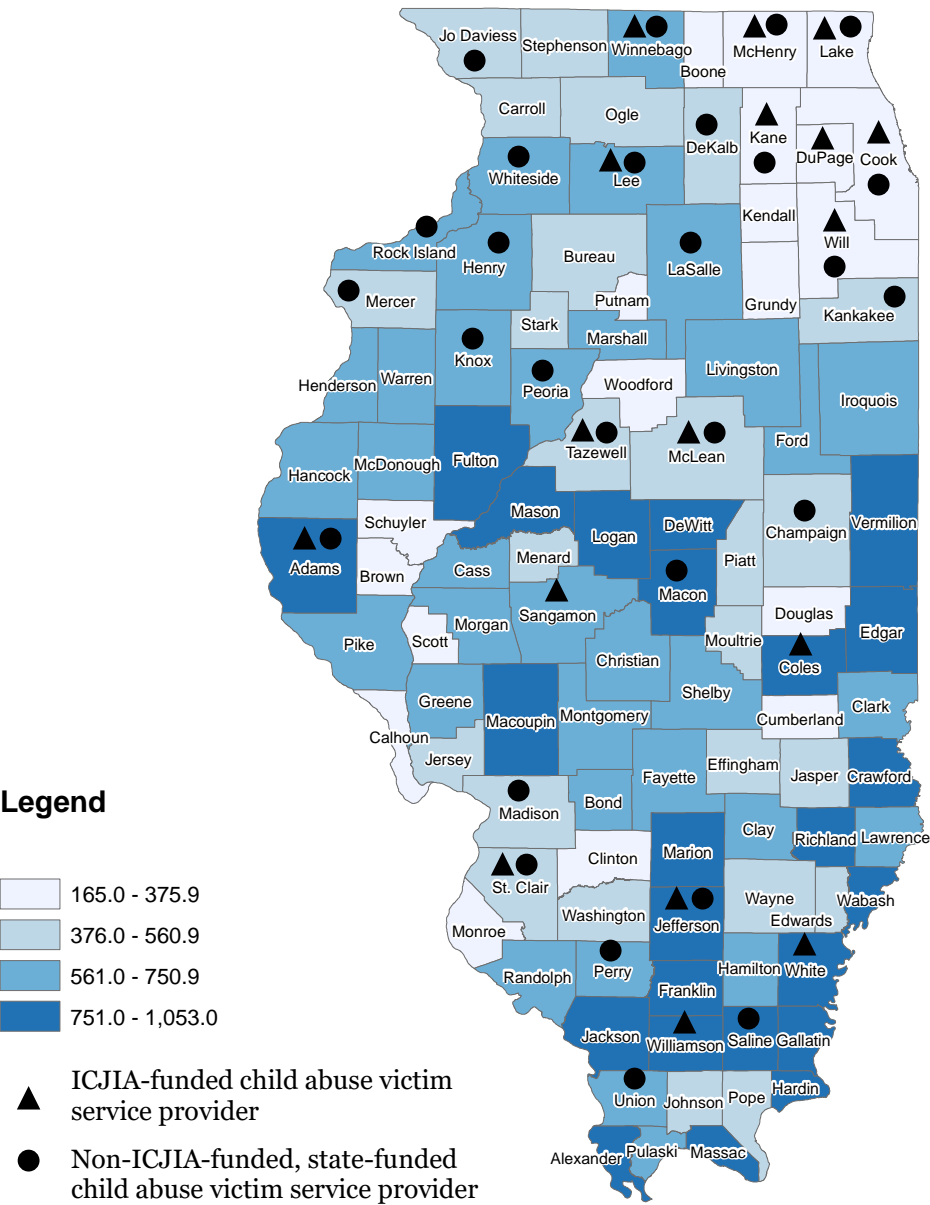 Jo Daviess
Stephenson
Winnebago
Boone
McHenry
Lake
Carroll
Ogle
DeKalb
Kane
DuPage
Cook
Whiteside
Lee
Kendall
Will
Rock Island
Henry
Bureau
LaSalle
Putnam
Grundy
Mercer
Kankakee
Stark
Marshall
Knox
Peoria
Livingston
Henderson
Warren
Woodford
Iroquois
Tazewell
McLean
Ford
Hancock
McDonough
Fulton
Mason
Logan
DeWitt
Champaign
Vermilion
Schuyler
Adams
Brown
Cass
Menard
Piatt
Macon
Sangamon
Douglas
Pike
Scott
Morgan
Moultrie
Edgar
Christian
Coles
Shelby
Greene
Macoupin
Montgomery
Cumberland
Clark
Calhoun
Jersey
Fayette
Effingham
Jasper
Crawford
Madison
Bond
Clay
Richland
Lawrence
Clinton
Marion
St. Clair
Washington
Wayne
Edwards
Wabash
Monroe
Jefferson
Randolph
Perry
Hamilton
White
Franklin
Jackson
Williamson
Saline
Gallatin
Union
Johnson
Pope
Hardin
Alexander
Pulaski
Massac
Legend
165.0 - 375.9
376.0 - 560.9
561.0 - 750.9
751.0 - 1,053.0
ICJIA-funded child abuse victim
service provider
Non-ICJIA-funded, state-funded
child abuse victim service provider